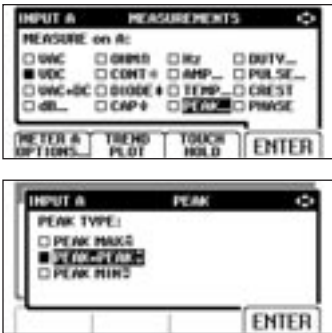 INPUT A MEASUREMENTS
MEASURE on A:
VAC OHMΩ Hz DUTY...
VDC CONT AMP... PULSE...
VAC+DC DIODE TEMP... CREST
dB... CAP PEAK... PHASE
METER A OPTIONS... TREND PLOT TOUCH HOLD ENTER
INPUT A PEAK
PEAK TYPE:
PEAK MAX
PEAK-PEAK
PEAK MIN
ENTER